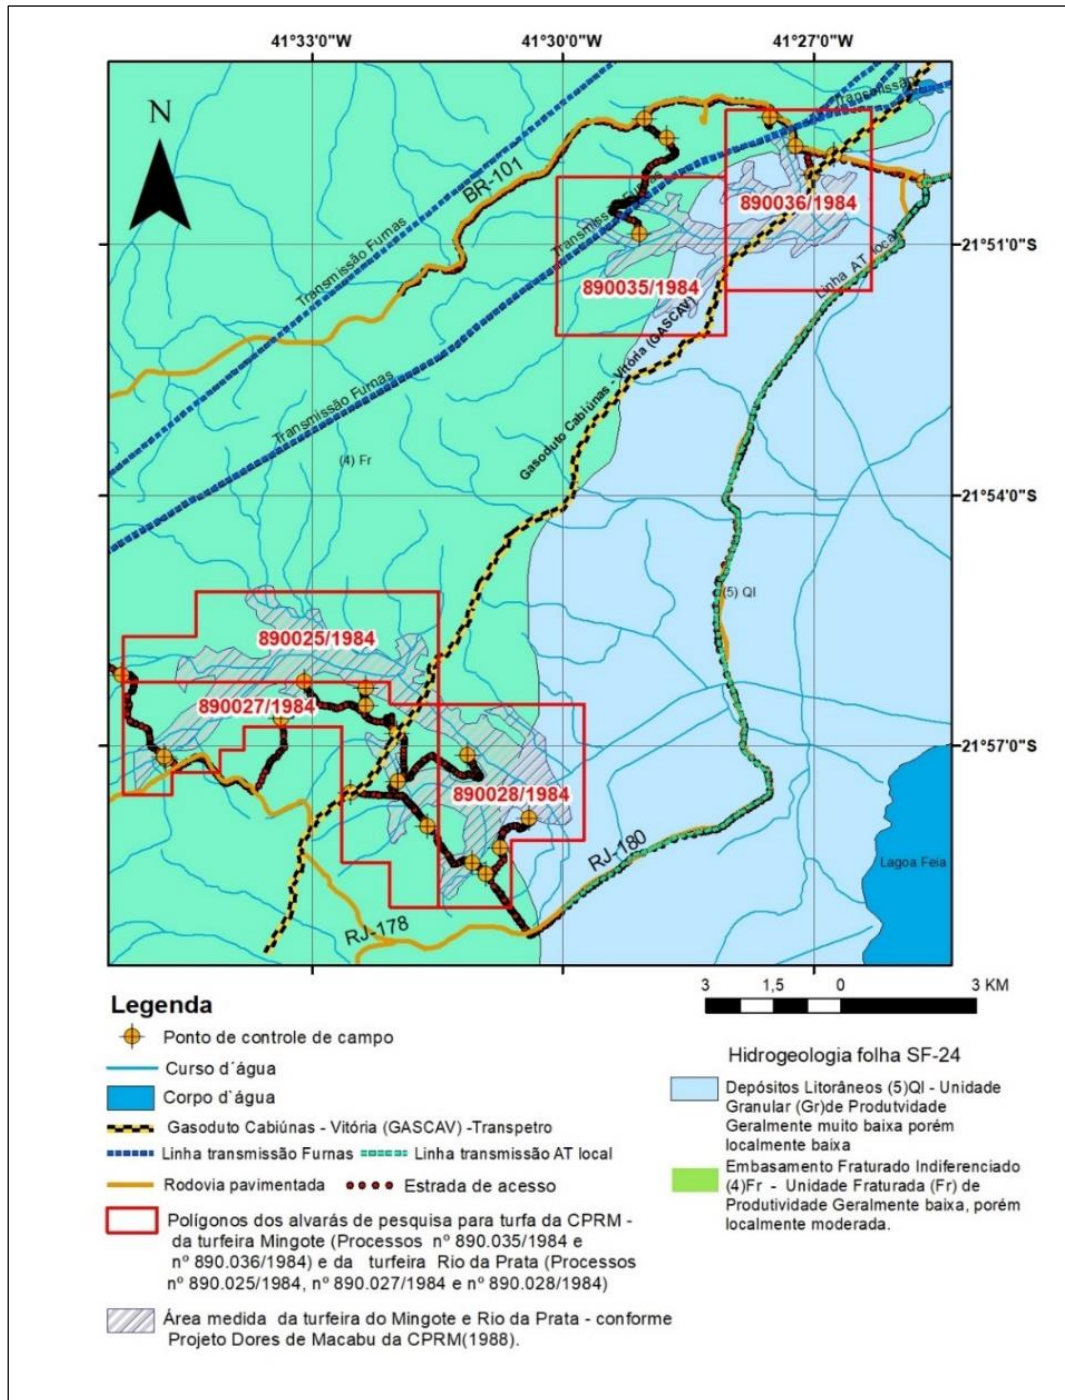 41°33'0"W
41°30'0"W
41°27'0"W
N
Transmissão
BR-101
Transmissão Furnas
Transmissão Furnas
890036/1984
21°51'0"S
890035/1984
Linha AT local
Gasoduto Cabiúnas - Vitória (GASCAV)
Transmissão Furnas
(4) Fr
21°54'0"S
(5) Ql
890025/1984
890027/1984
21°57'0"S
890028/1984
RJ-180
Lagoa Feia
RJ-178
3 1,5 0 3 KM
Legenda
Ponto de controle de campo
Curso d´água
Corpo d`água
Gasoduto Cabiúnas - Vitória (GASCAV) -Transpetro
Linha transmissão Furnas
Linha transmissão AT local
Rodovia pavimentada
Estrada de acesso
Polígonos dos alvarás de pesquisa para turfa da CPRM -
da turfeira Mingote (Processos nº 890.035/1984 e
nº 890.036/1984) e da turfeira Rio da Prata (Processos
nº 890.025/1984, nº 890.027/1984 e nº 890.028/1984)
Área medida da turfeira do Mingote e Rio da Prata - conforme
Projeto Dores de Macabu da CPRM(1988).
Hidrogeologia folha SF-24
Depósitos Litorâneos (5)Ql - Unidade
Granular (Gr)de Produtvidade
Geralmente muito baixa porém
localmente baixa
Embasamento Fraturado Indiferenciado
(4)Fr - Unidade Fraturada (Fr) de
Produtividade Geralmente baixa, porém
localmente moderada.